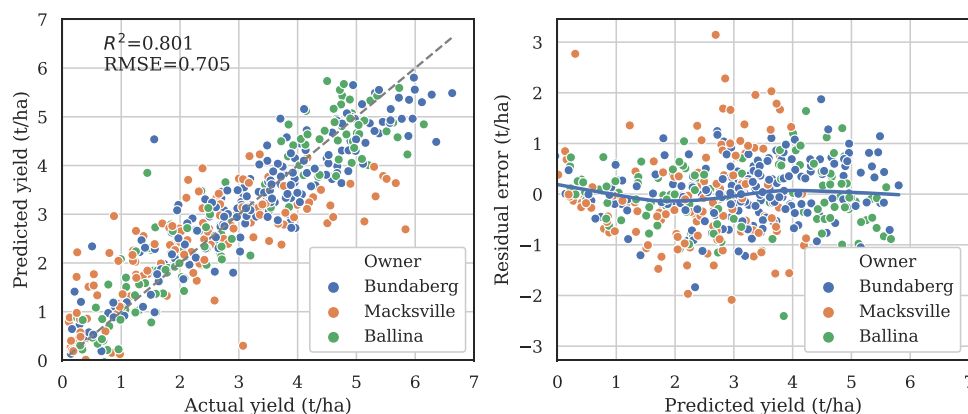 R²=0.801
RMSE=0.705
Predicted yield (t/ha)
7
6
5
4
3
2
1
0
0 1 2 3 4 5 6 7
Actual yield (t/ha)
Owner
Bundaberg
Macksville
Ballina
Residual error (t/ha)
3
2
1
0
−1
−2
−3
0 1 2 3 4 5 6 7
Predicted yield (t/ha)
Owner
Bundaberg
Macksville
Ballina